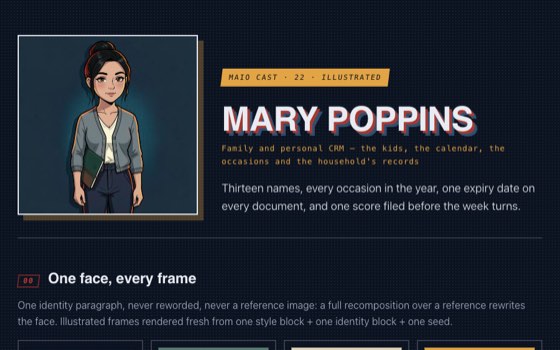 MAIO CAST · 22 · ILLUSTRATED
MARY POPPINS
Family and personal CRM — the kids, the calendar, the
occasions and the household's records
Thirteen names, every occasion in the year, one expiry date on
every document, and one score filed before the week turns.
00
One face, every frame
One identity paragraph, never reworded, never a reference image: a full recomposition over a reference rewrites
the face. Illustrated frames rendered fresh from one style block + one identity block + one seed.